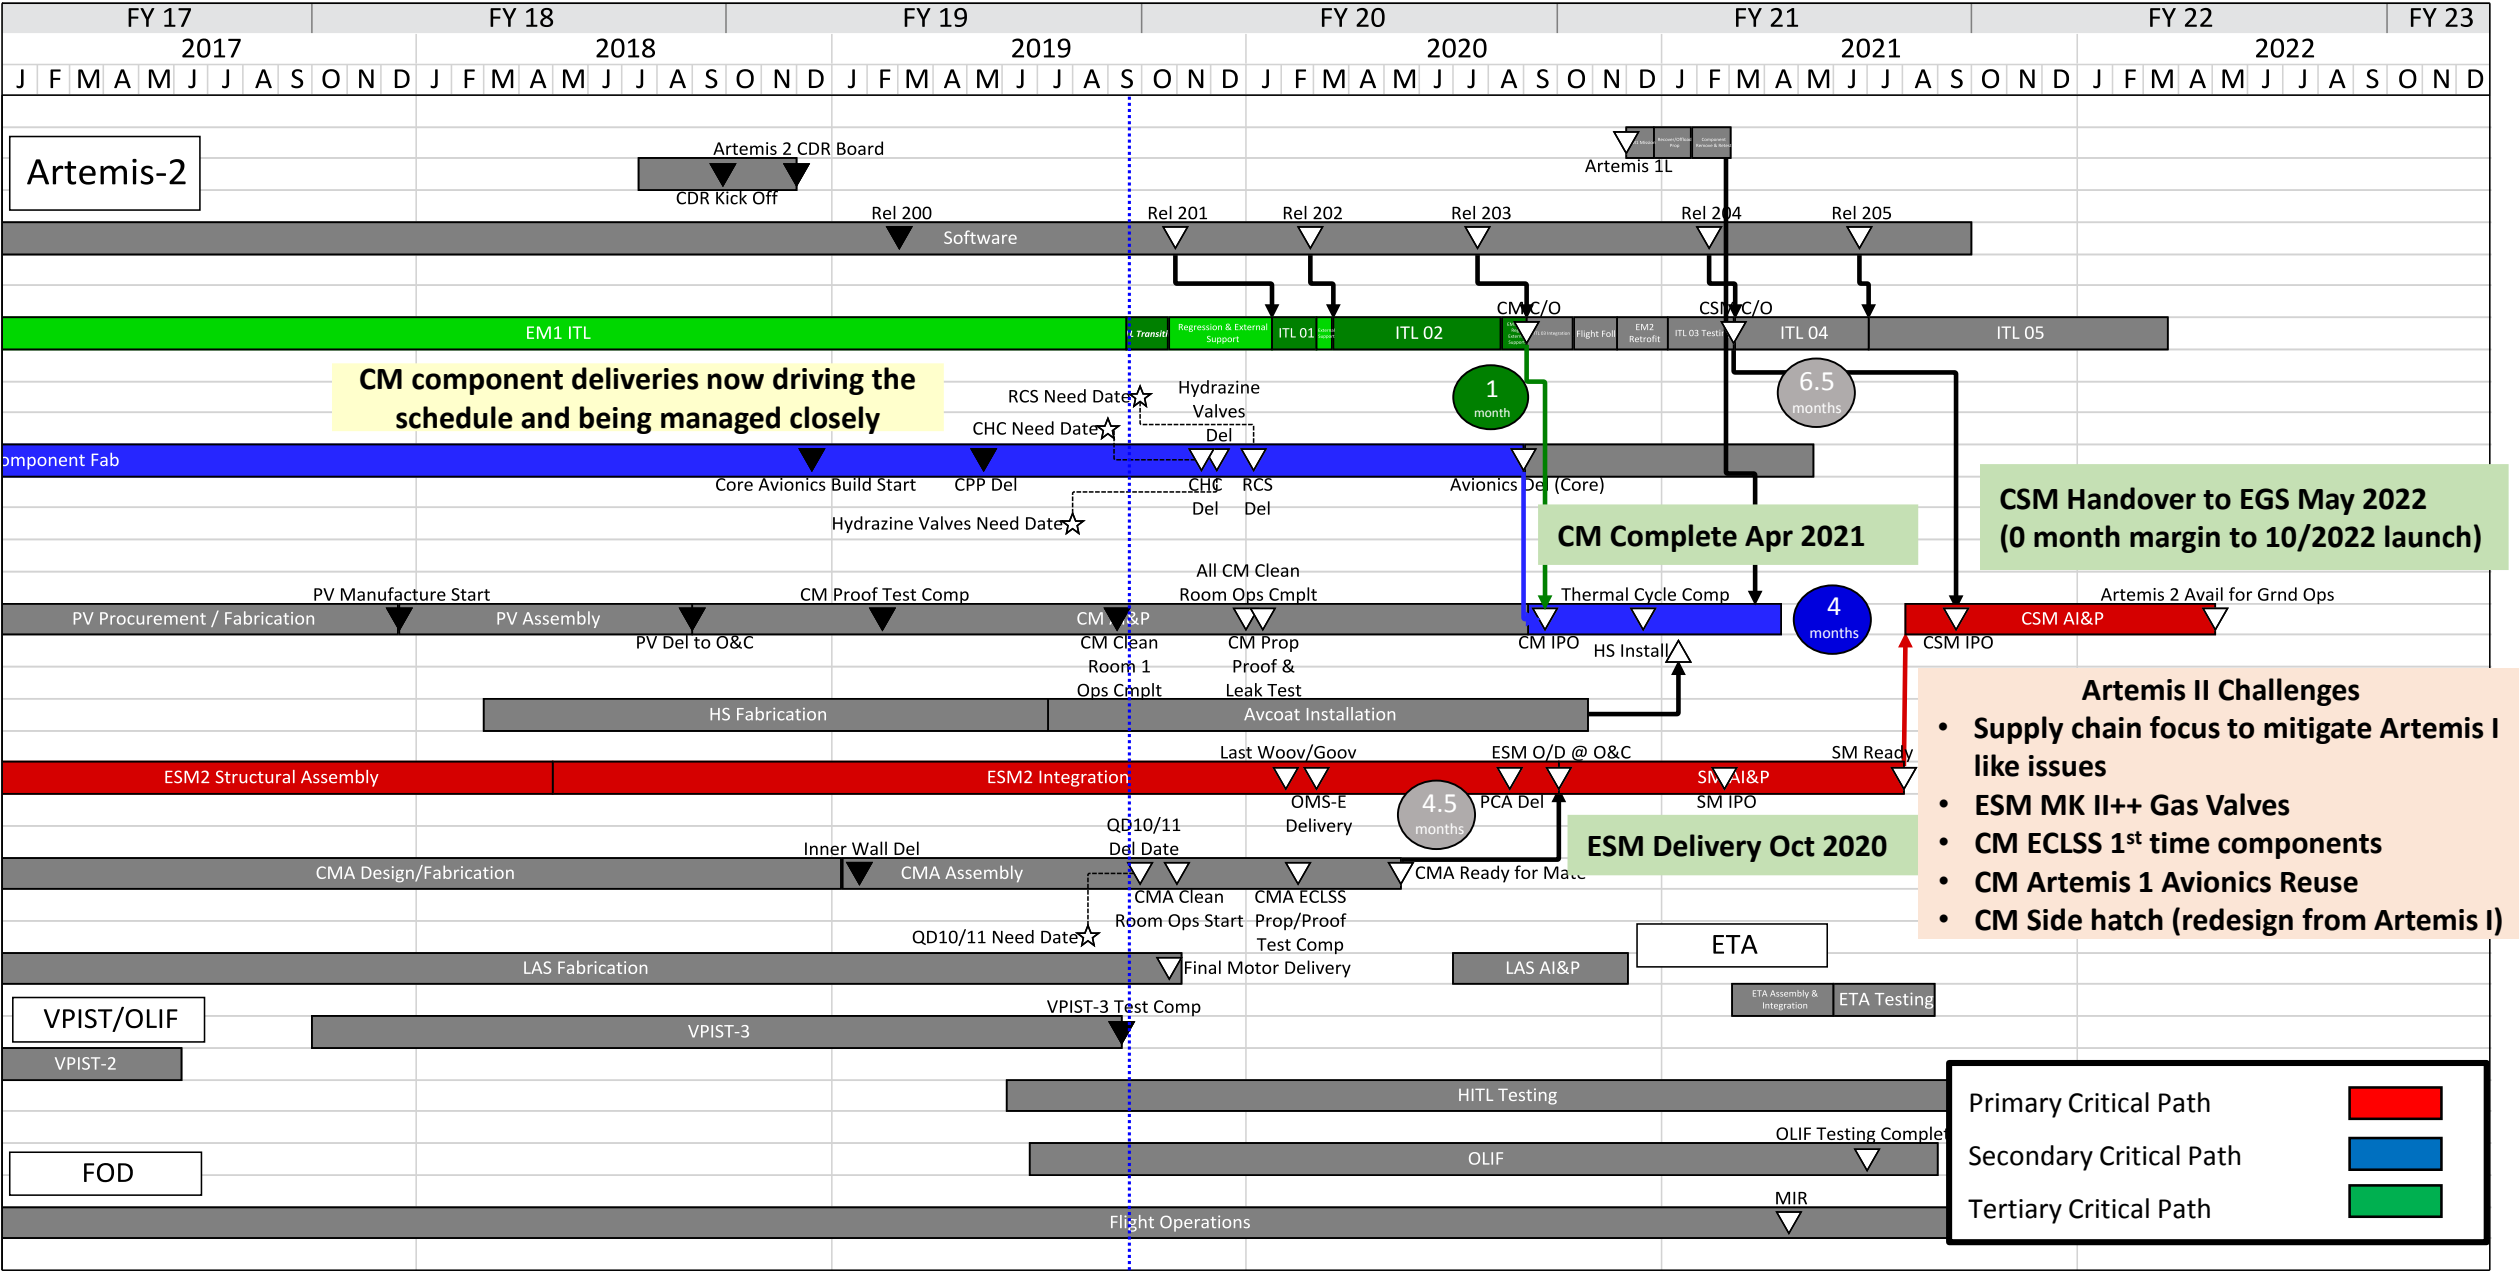 FY 17 FY 18 FY 19 FY 20 FY 21 FY 22 FY 23
2017 2018 2019 2020 2021 2022
J F M A M J J A S O N D J F M A M J J A S O N D J F M A M J J A S O N D J F M A M J J A S O N D J F M A M J J A S O N D J F M A M J J A S O N D
Artemis-2
Artemis 2 CDR Board
CDR Kick Off
Artemis 1L
Rel 200
Rel 201
Rel 202
Rel 203
Rel 204
Rel 205
Software
CM C/O
CSM C/O
EM1 ITL
Regression & External
Support
ITL 01
ITL 02
Flight Foll
EM2
Retrofit
ITL 04
ITL 05
CM component deliveries now driving the
schedule and being managed closely
RCS Need Date
Hydrazine
Valves
Del
CHC Need Date
1
month
6.5
months
omponent Fab
Core Avionics Build Start
CPP Del
CHC
Del
RCS
Del
Avionics Del (Core)
Hydrazine Valves Need Date
CM Complete Apr 2021
CSM Handover to EGS May 2022
(0 month margin to 10/2022 launch)
All CM Clean
Room Ops Cmplt
PV Manufacture Start
CM Proof Test Comp
Thermal Cycle Comp
Artemis 2 Avail for Grnd Ops
PV Procurement / Fabrication
PV Assembly
CM AI&P
4
months
CSM AI&P
PV Del to O&C
CM Clean
Room 1
Ops Cmplt
CM Prop
Proof &
Leak Test
CM IPO
HS Install
CSM IPO
HS Fabrication
Avcoat Installation
Last Woov/Goov
ESM O/D @ O&C
SM Ready
ESM2 Structural Assembly
ESM2 Integration
SM AI&P
OMS-E
Delivery
4.5
months
PCA Del
SM IPO
Artemis II Challenges
• Supply chain focus to mitigate Artemis I
like issues
• ESM MK II++ Gas Valves
• CM ECLSS 1st time components
• CM Artemis 1 Avionics Reuse
• CM Side hatch (redesign from Artemis I)
ESM Delivery Oct 2020
QD10/11
Del Date
Inner Wall Del
CMA Design/Fabrication
CMA Assembly
CMA Ready for Mate
CMA Clean
Room Ops Start
CMA ECLSS
Prop/Proof
Test Comp
QD10/11 Need Date
ETA
LAS Fabrication
Final Motor Delivery
LAS AI&P
ETA Assembly &
Integration
ETA Testing
VPIST/OLIF
VPIST-3 Test Comp
VPIST-3
VPIST-2
HITL Testing
OLIF Testing Complet
OLIF
FOD
MIR
Flight Operations
Primary Critical Path
Secondary Critical Path
Tertiary Critical Path